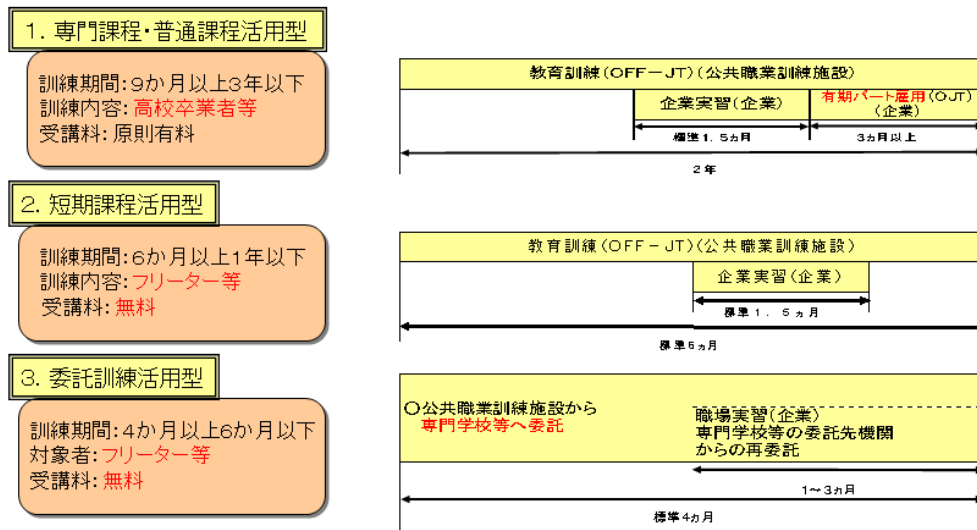 1. 専門課程・普通課程活用型
訓練期間:9か月以上3年以下
訓練内容:高校卒業者等
受講料:原則有料
教育訓練(OFF-JT)(公共職業訓練施設)
企業実習(企業)
有期パート雇用(OJT)
(企業)
標準1.5ヵ月
3ヵ月以上
2年
2. 短期課程活用型
訓練期間:6か月以上1年以下
訓練内容:フリーター等
受講料:無料
教育訓練(OFF-JT)(公共職業訓練施設)
企業実習(企業)
標準1.5ヵ月
標準6ヵ月
3. 委託訓練活用型
訓練期間:4か月以上6か月以下
対象者:フリーター等
受講料:無料
○公共職業訓練施設から
専門学校等へ委託
職場実習(企業)
専門学校等の委託先機関
からの再委託
1~3ヵ月
標準4ヵ月